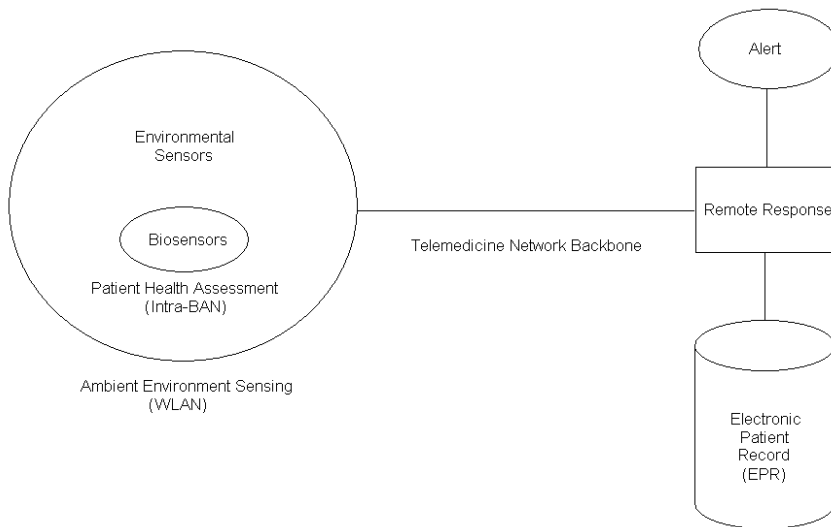 Alert
Environmental
Sensors
Remote Response
Biosensors
Telemedicine Network Backbone
Patient Health Assessment
(Intra-BAN)
Ambient Environment Sensing
(WLAN)
Electronic
Patient
Record
(EPR)